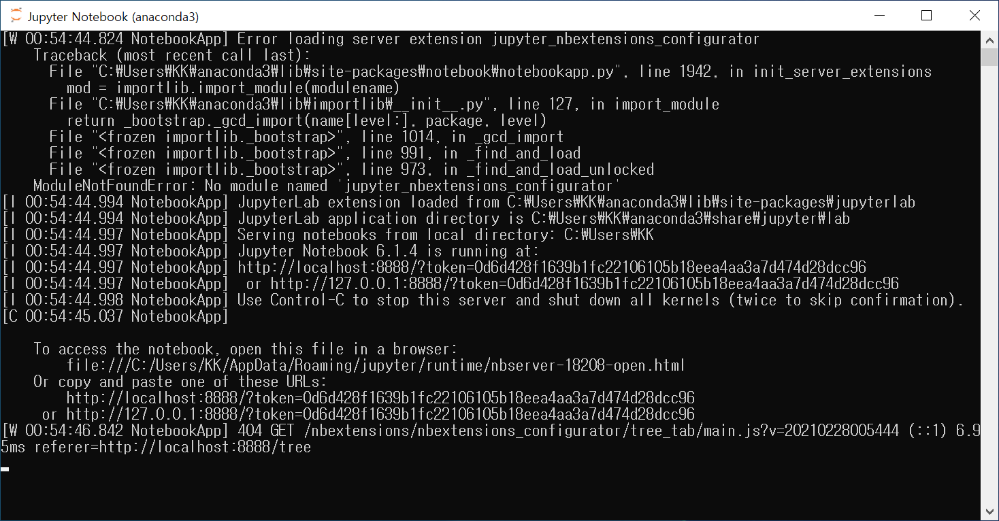 Jupyter Notebook (anaconda3)
[W 00:54:44.824 NotebookApp] Error loading server extension jupyter_nbextensions_configurator
    Traceback (most recent call last):
      File "C:₩Users₩KK₩anaconda3₩lib₩site-packages₩notebook₩notebookapp.py", line 1942, in init_server_extensions
        mod = importlib.import_module(modulename)
      File "C:₩Users₩KK₩anaconda3₩lib₩importlib₩__init__.py", line 127, in import_module
        return _bootstrap._gcd_import(name[level:], package, level)
      File "<frozen importlib._bootstrap>", line 1014, in _gcd_import
      File "<frozen importlib._bootstrap>", line 991, in _find_and_load
      File "<frozen importlib._bootstrap>", line 973, in _find_and_load_unlocked
    ModuleNotFoundError: No module named 'jupyter_nbextensions_configurator'
[I 00:54:44.994 NotebookApp] JupyterLab extension loaded from C:₩Users₩KK₩anaconda3₩lib₩site-packages₩jupyterlab
[I 00:54:44.994 NotebookApp] JupyterLab application directory is C:₩Users₩KK₩anaconda3₩share₩jupyter₩lab
[I 00:54:44.997 NotebookApp] Serving notebooks from local directory: C:₩Users₩KK
[I 00:54:44.997 NotebookApp] Jupyter Notebook 6.1.4 is running at:
[I 00:54:44.997 NotebookApp] http://localhost:8888/?token=0d6d428f1639b1fc22106105b18eea4aa3a7d474d28dcc96
[I 00:54:44.997 NotebookApp]  or http://127.0.0.1:8888/?token=0d6d428f1639b1fc22106105b18eea4aa3a7d474d28dcc96
[I 00:54:44.998 NotebookApp] Use Control-C to stop this server and shut down all kernels (twice to skip confirmation).
[C 00:54:45.037 NotebookApp]
    To access the notebook, open this file in a browser:
        file:///C:/Users/KK/AppData/Roaming/jupyter/runtime/nbserver-18208-open.html
    Or copy and paste one of these URLs:
        http://localhost:8888/?token=0d6d428f1639b1fc22106105b18eea4aa3a7d474d28dcc96
     or http://127.0.0.1:8888/?token=0d6d428f1639b1fc22106105b18eea4aa3a7d474d28dcc96
[W 00:54:46.842 NotebookApp] 404 GET /nbextensions/nbextensions_configurator/tree_tab/main.js?v=20210228005444 (::1) 6.9
5ms referer=http://localhost:8888/tree